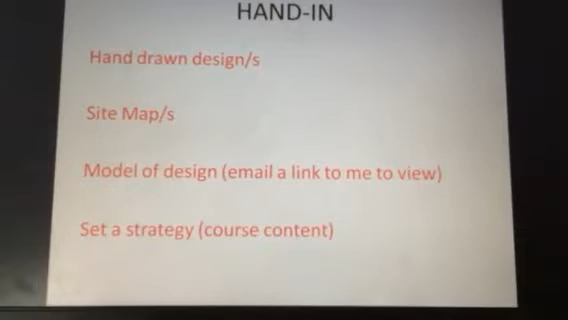 HAND-IN
Hand drawn design/s
Site Map/s
Model of design (email a link to me to view)
Set a strategy (course content)